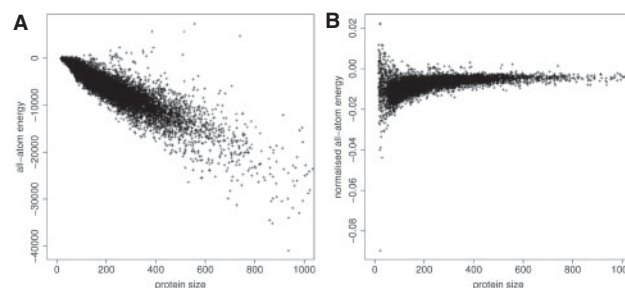 A
all-atom energy
0
-10000
-20000
-30000
-40000
0 200 400 600 800 1000
protein size
B
normalised all-atom energy
0.02
0.00
-0.02
-0.04
-0.06
-0.08
0 200 400 600 800 1000
protein size